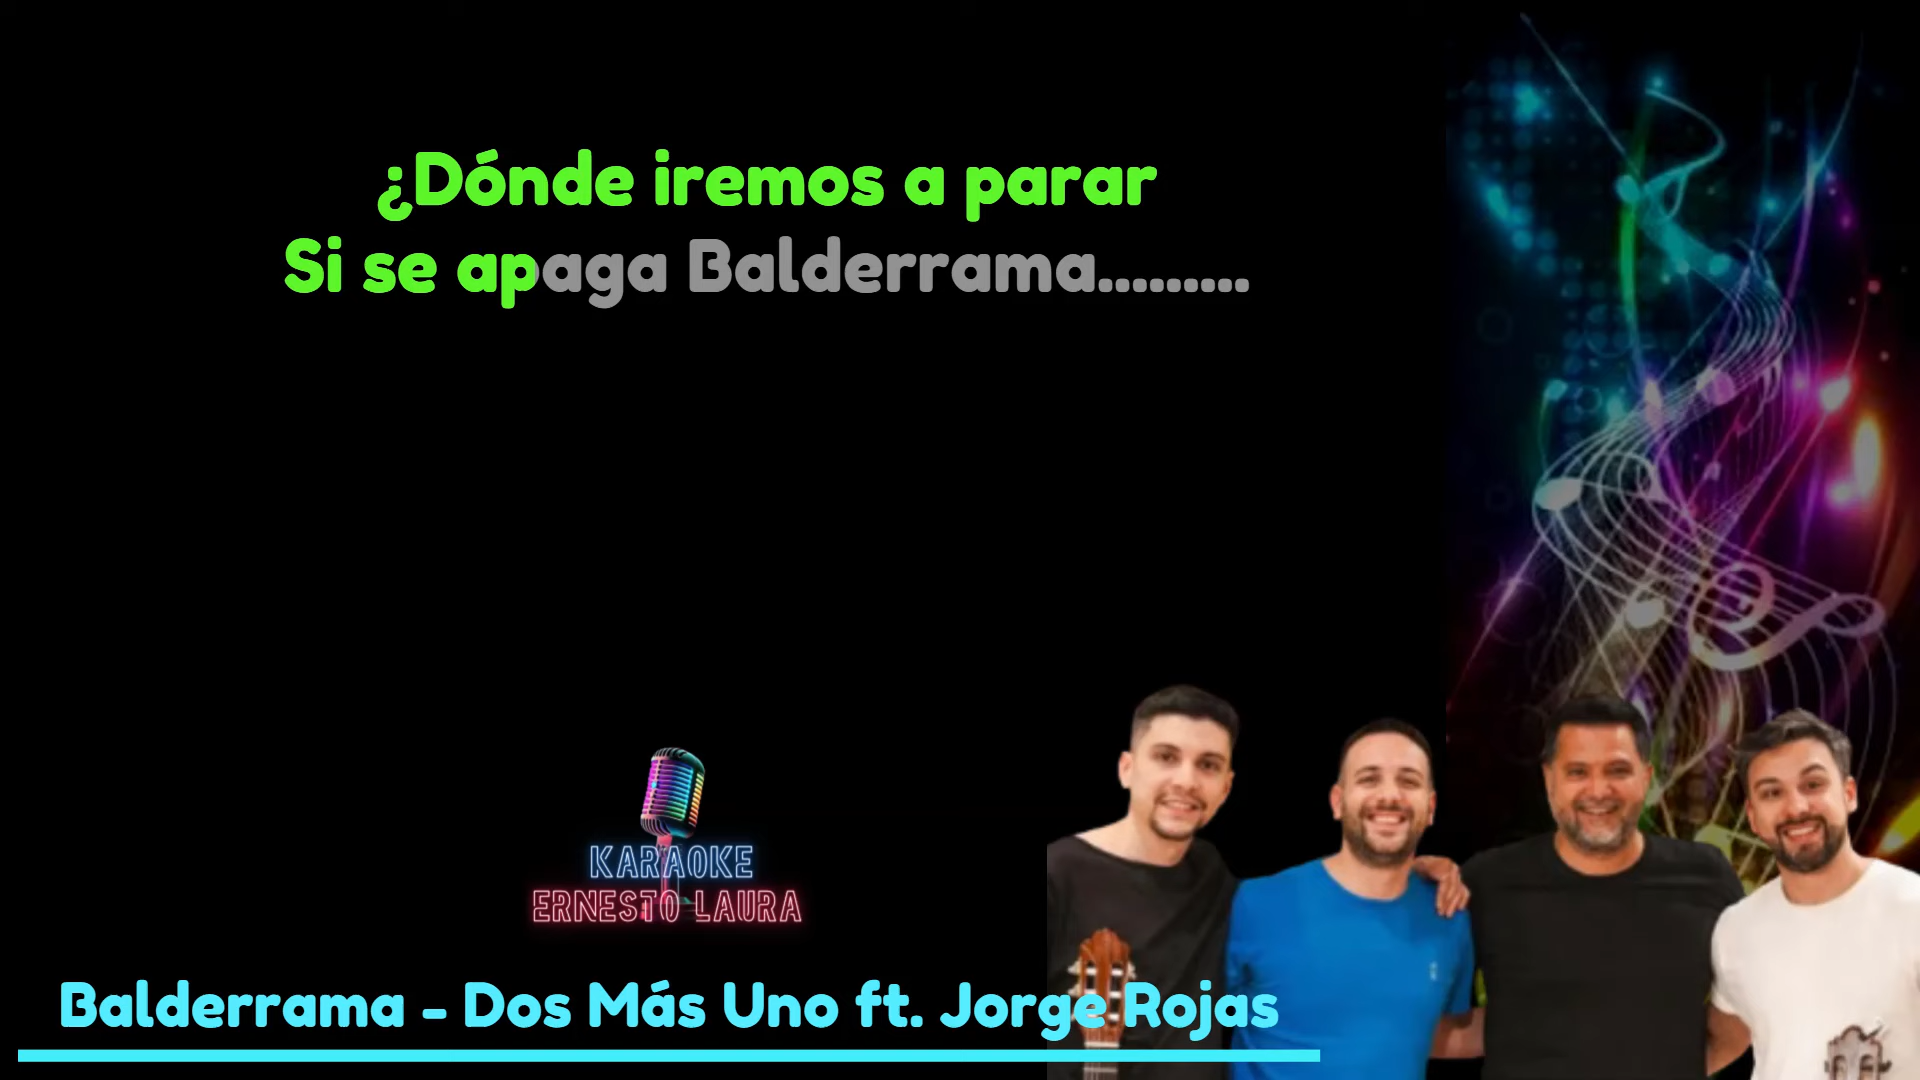 ¿Dónde iremos a parar
Si se apaga Balderrama.........
KARAOKE
ERNESTO LAURA
Balderrama - Dos Más Uno ft. Jorge Rojas